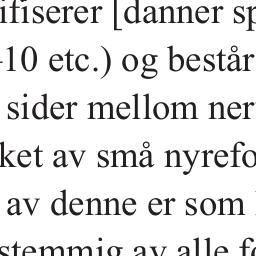 ifiserer [danner sp
-10 etc.) og består
sider mellom ner
ket av små nyrefo
av denne er som
stemmig av alle fo